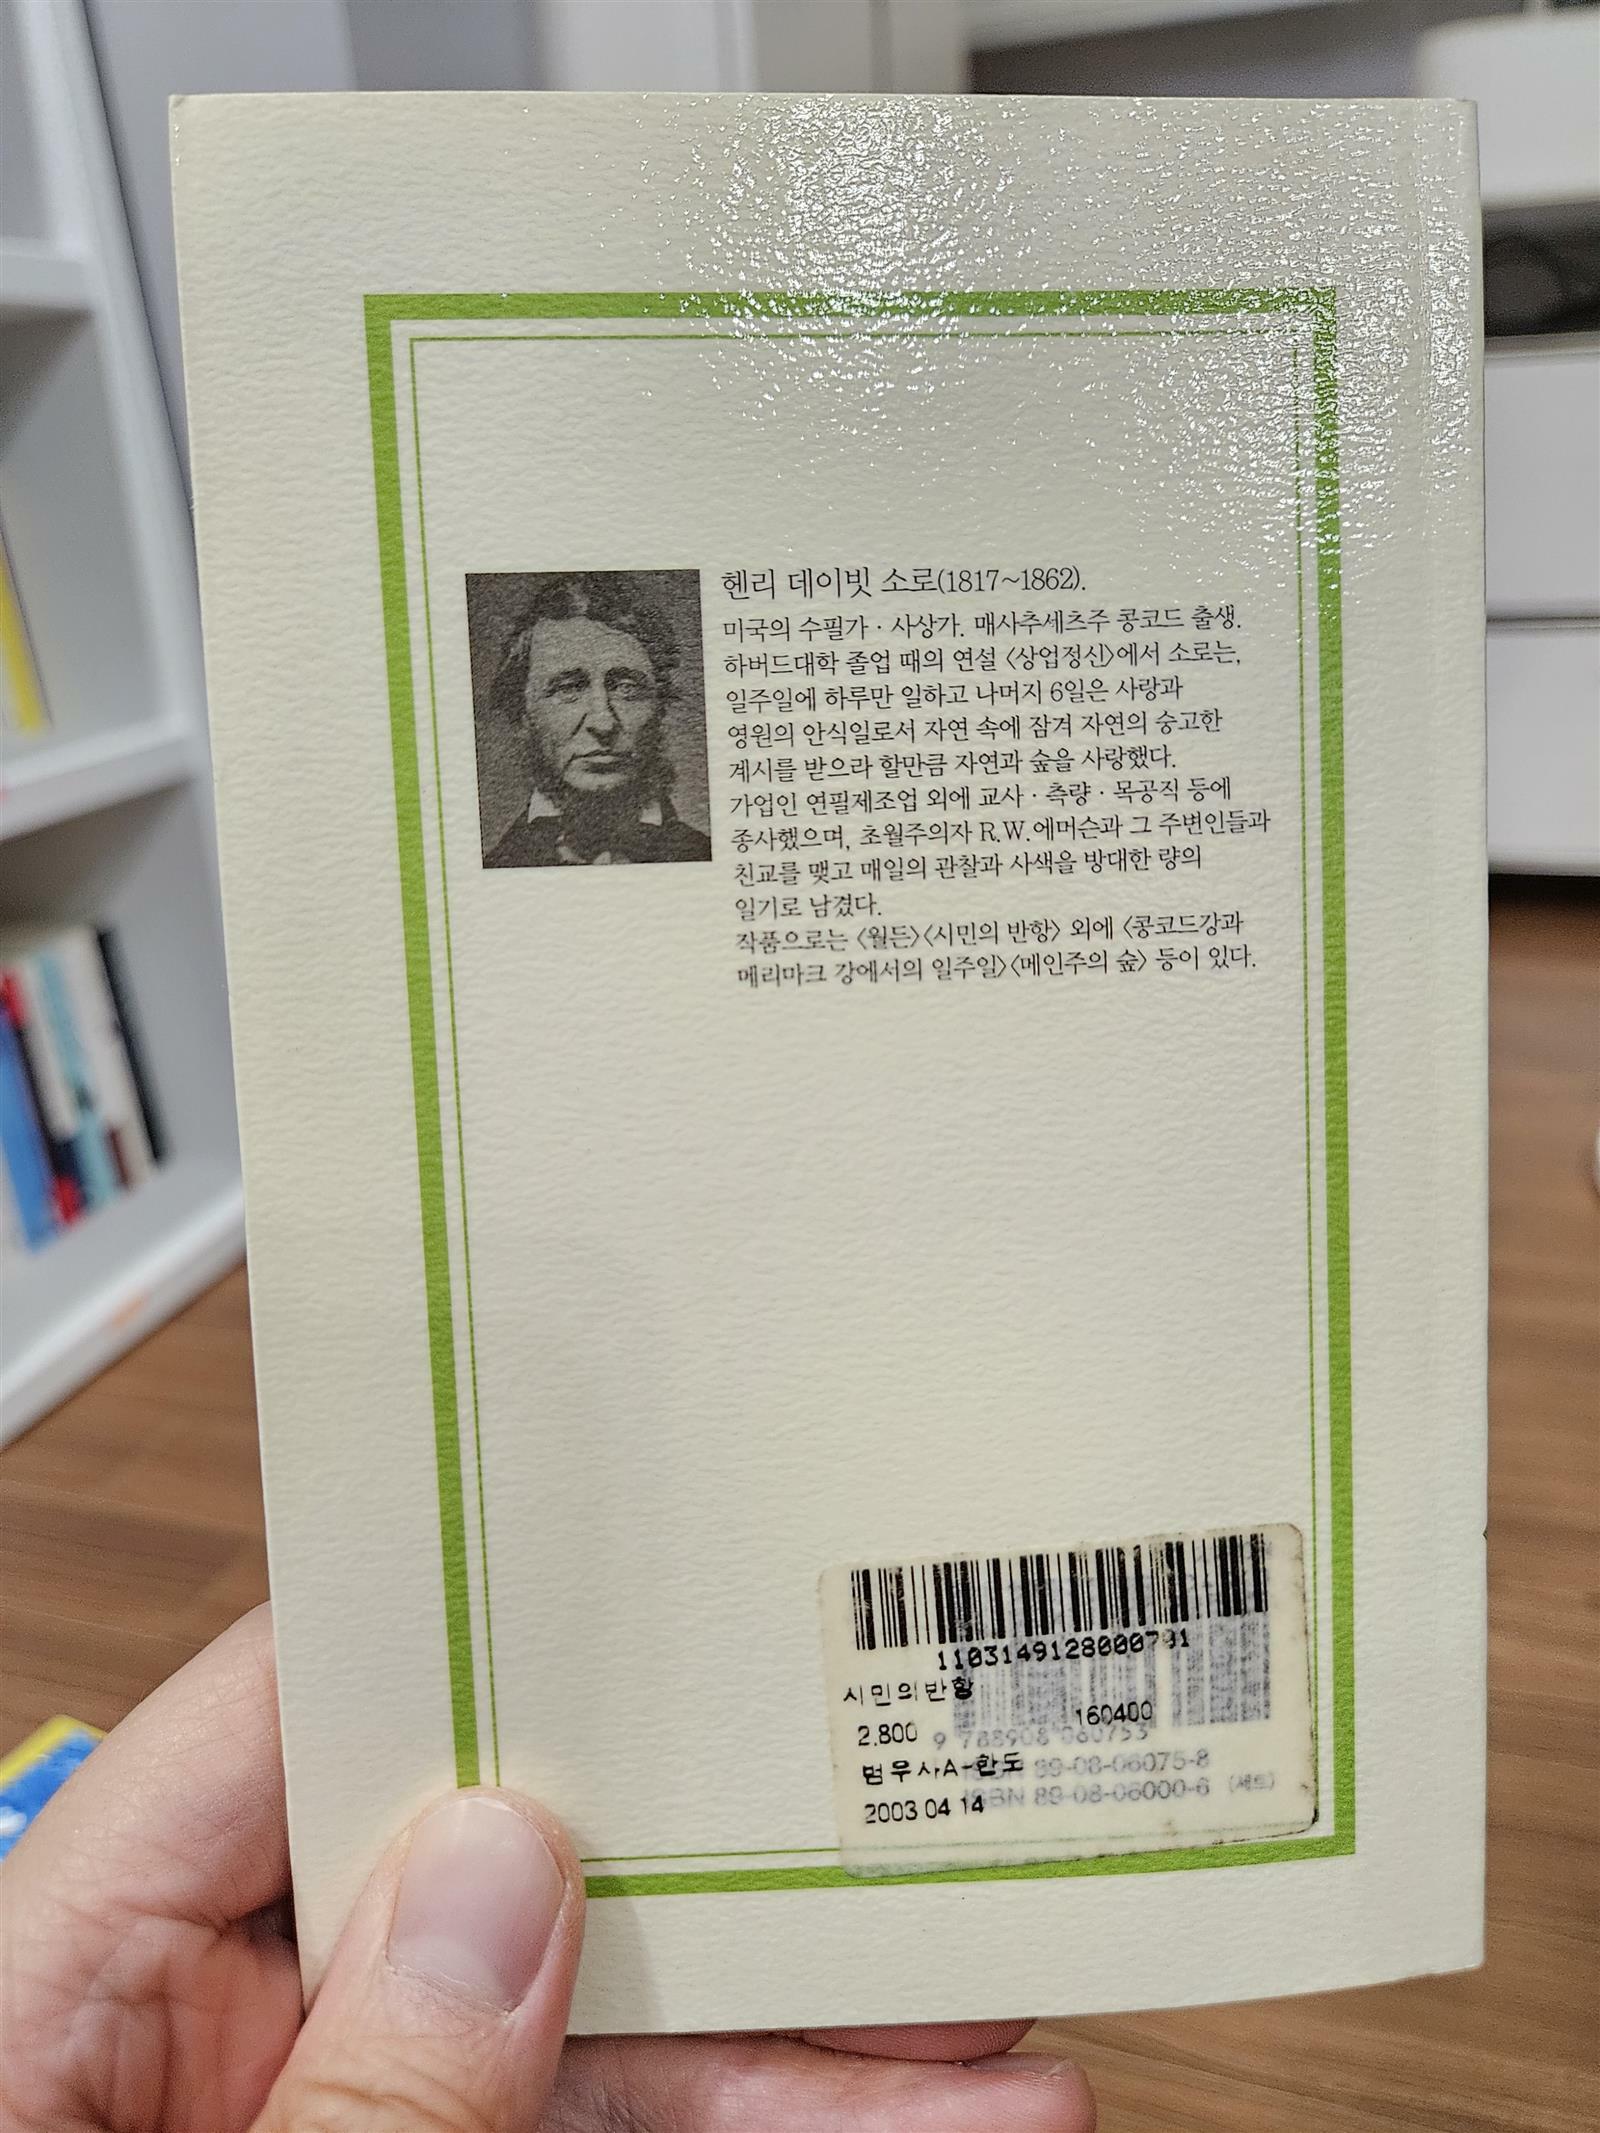 헨리 데이빗 소로(1817~1862).
미국의 수필가 · 사상가. 매사추세츠주 콩코드 출생.
하버드대학 졸업 때의 연설 〈상업정신〉에서 소로는,
일주일에 하루만 일하고 나머지 6일은 사랑과
영원의 안식일로서 자연 속에 잠겨 자연의 숭고한
계시를 받으라 할만큼 자연과 숲을 사랑했다.
가업인 연필제조업 외에 교사 · 측량 · 목공직 등에
종사했으며, 초월주의자 R.W.에머슨과 그 주변인들과
친교를 맺고 매일의 관찰과 사색을 방대한 량의
일기로 남겼다.
작품으로는 〈월든〉〈시민의 반항〉 외에 〈콩코드강과
메리마크 강에서의 일주일〉〈메인주의 숲〉 등이 있다.
1103149128000791
시민의반항
2.800 160400
9 788908 060753
범우사A-한도
ISBN 89-08-06075-8
2003 04 14
ISBN 89-08-06000-6 (세트)